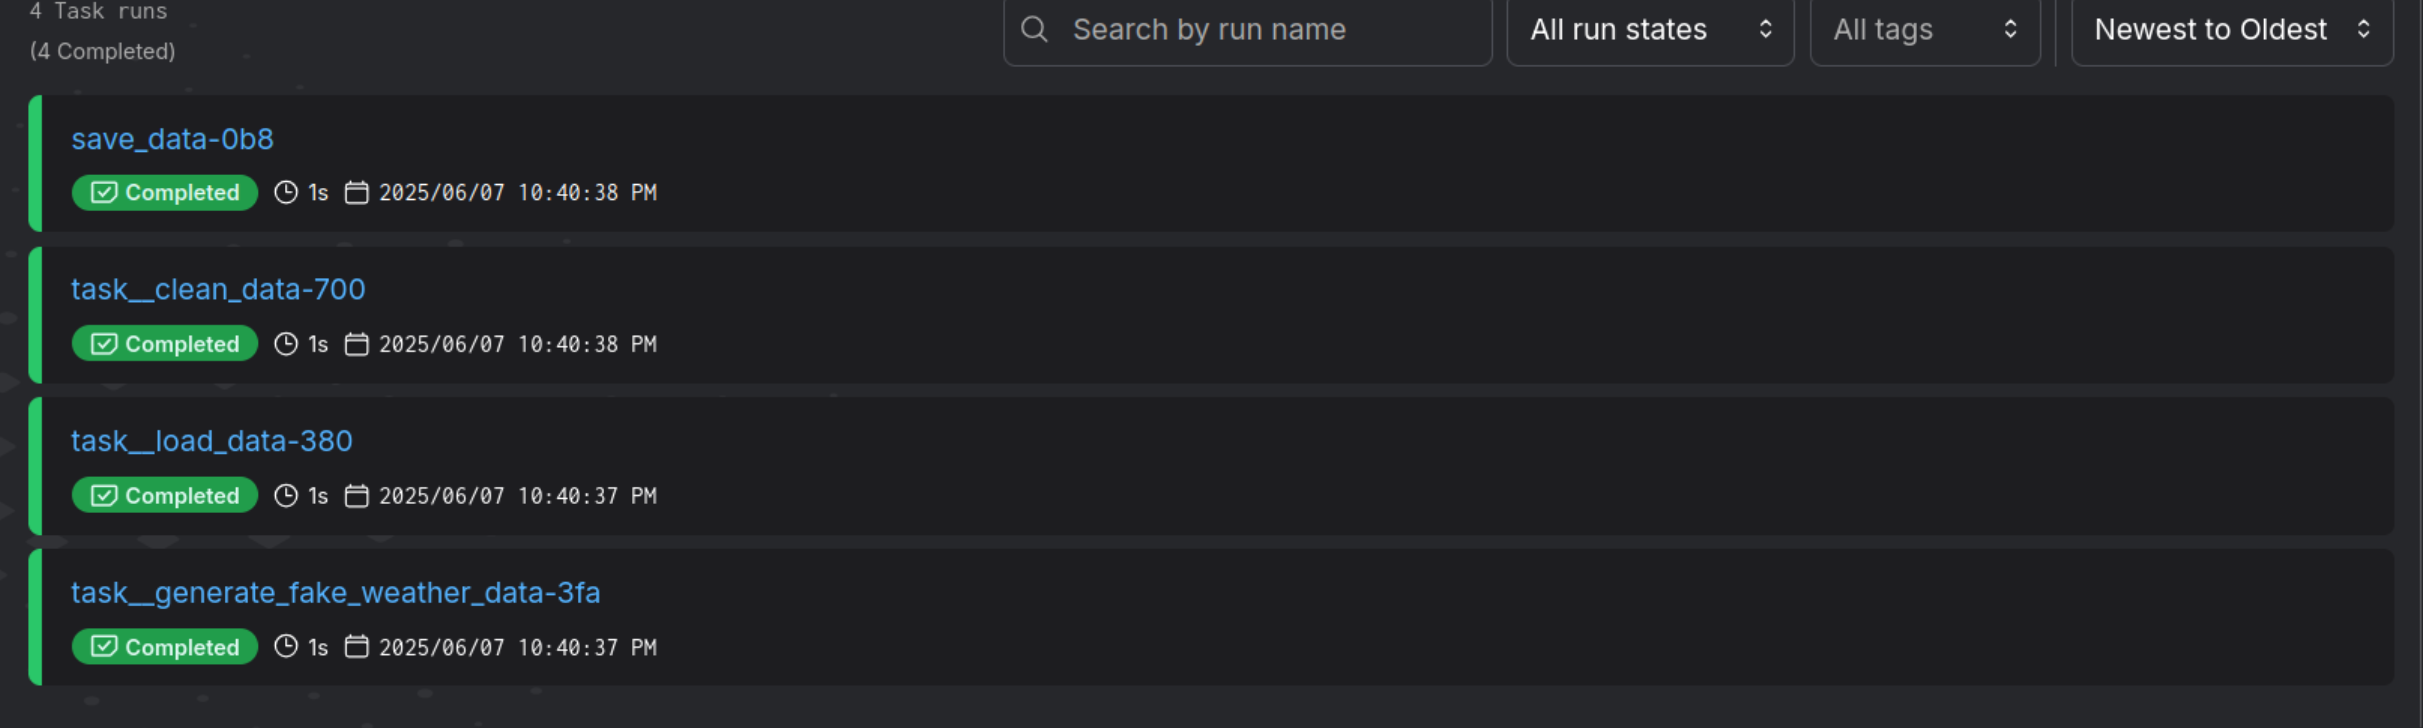 4 Task runs
(4 Completed)
Search by run name
All run states
All tags
Newest to Oldest
save_data-0b8
Completed 1s 2025/06/07 10:40:38 PM
task__clean_data-700
Completed 1s 2025/06/07 10:40:38 PM
task__load_data-380
Completed 1s 2025/06/07 10:40:37 PM
task__generate_fake_weather_data-3fa
Completed 1s 2025/06/07 10:40:37 PM